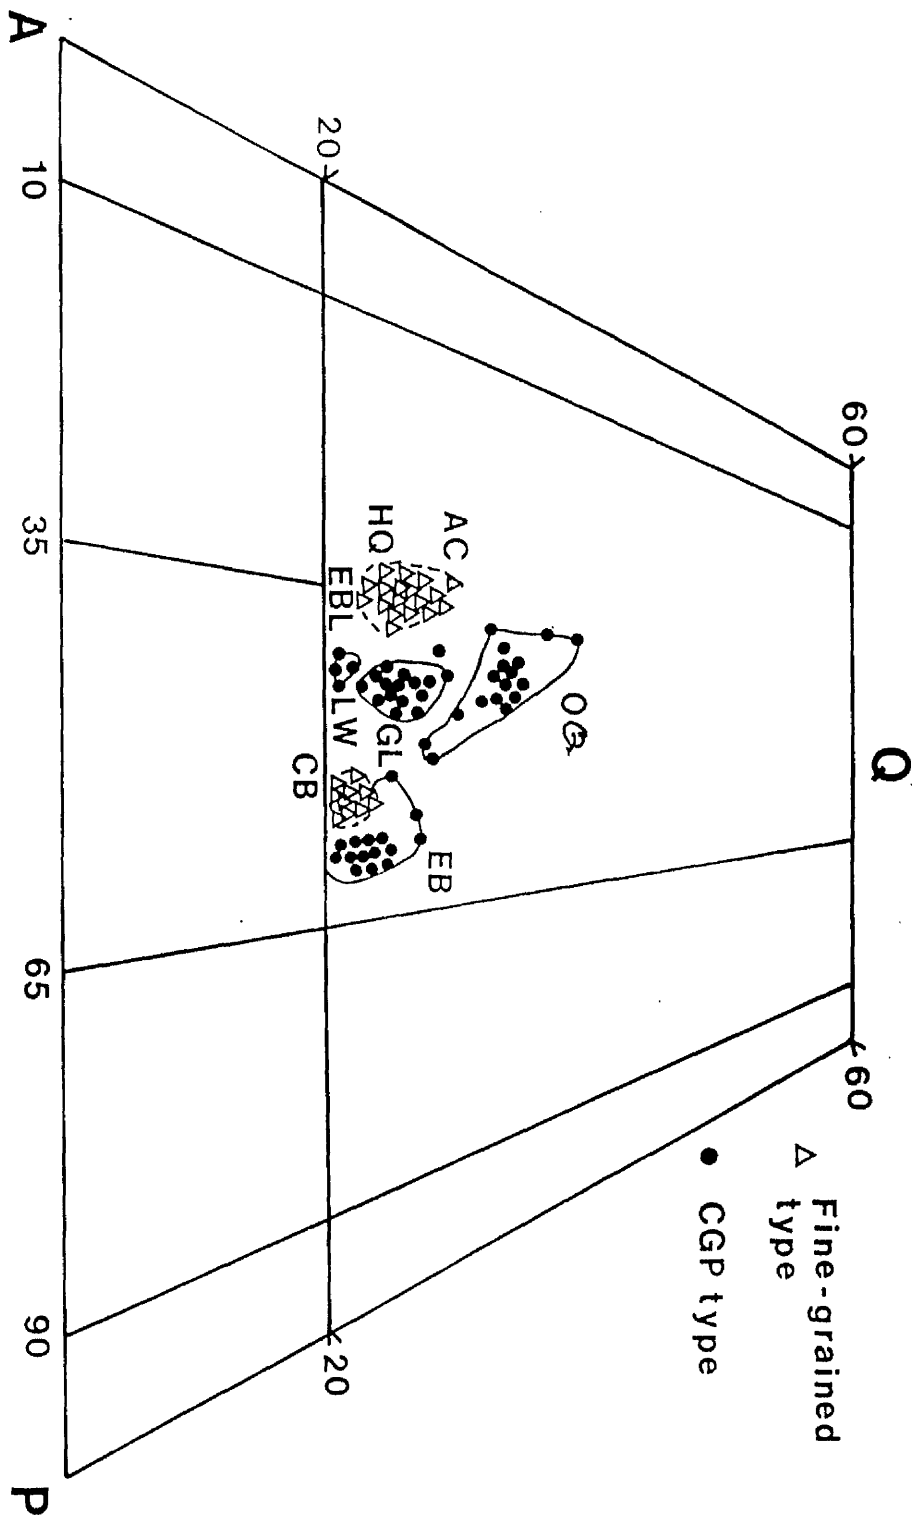 Q
60
60
△ Fine-grained
type
● CGP type
OG
AC
EB
HQ
GL
EBL
LW
CB
20
20
A
10
35
65
90
P